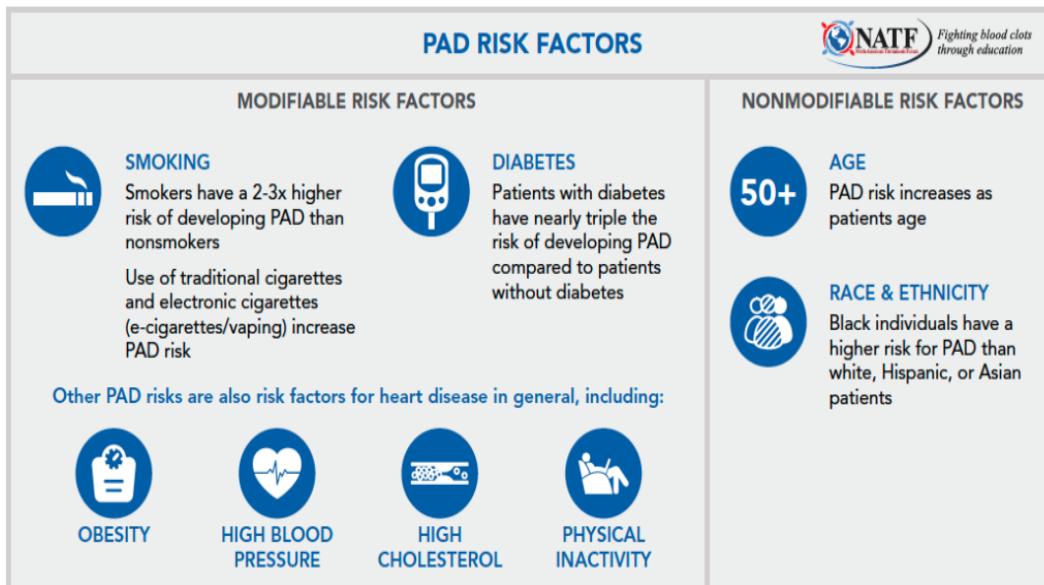 PAD RISK FACTORS
NATF
Fighting blood clots
through education
MODIFIABLE RISK FACTORS
SMOKING
Smokers have a 2-3x higher
risk of developing PAD than
nonsmokers
Use of traditional cigarettes
and electronic cigarettes
(e-cigarettes/vaping) increase
PAD risk
DIABETES
Patients with diabetes
have nearly triple the
risk of developing PAD
compared to patients
without diabetes
Other PAD risks are also risk factors for heart disease in general, including:
OBESITY
HIGH BLOOD
PRESSURE
HIGH
CHOLESTEROL
PHYSICAL
INACTIVITY
NONMODIFIABLE RISK FACTORS
50+
AGE
PAD risk increases as
patients age
RACE & ETHNICITY
Black individuals have a
higher risk for PAD than
white, Hispanic, or Asian
patients